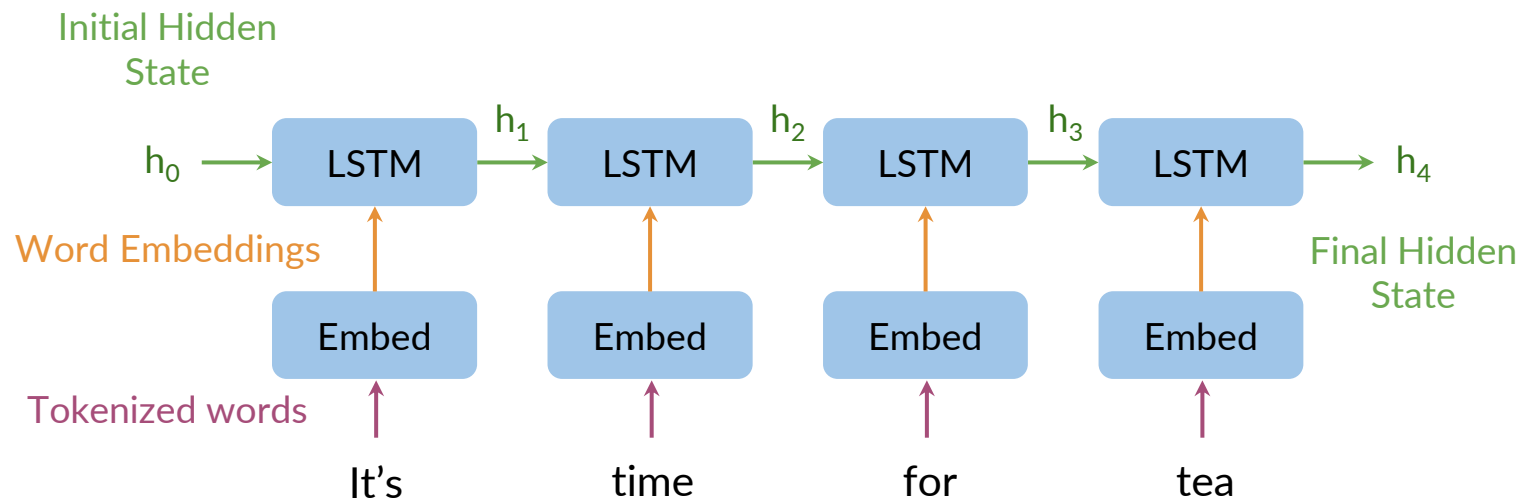 Initial Hidden
State
h₀
LSTM
h₁
LSTM
h₂
LSTM
h₃
LSTM
h₄
Word Embeddings
Final Hidden
State
Embed
Embed
Embed
Embed
Tokenized words
It’s
time
for
tea